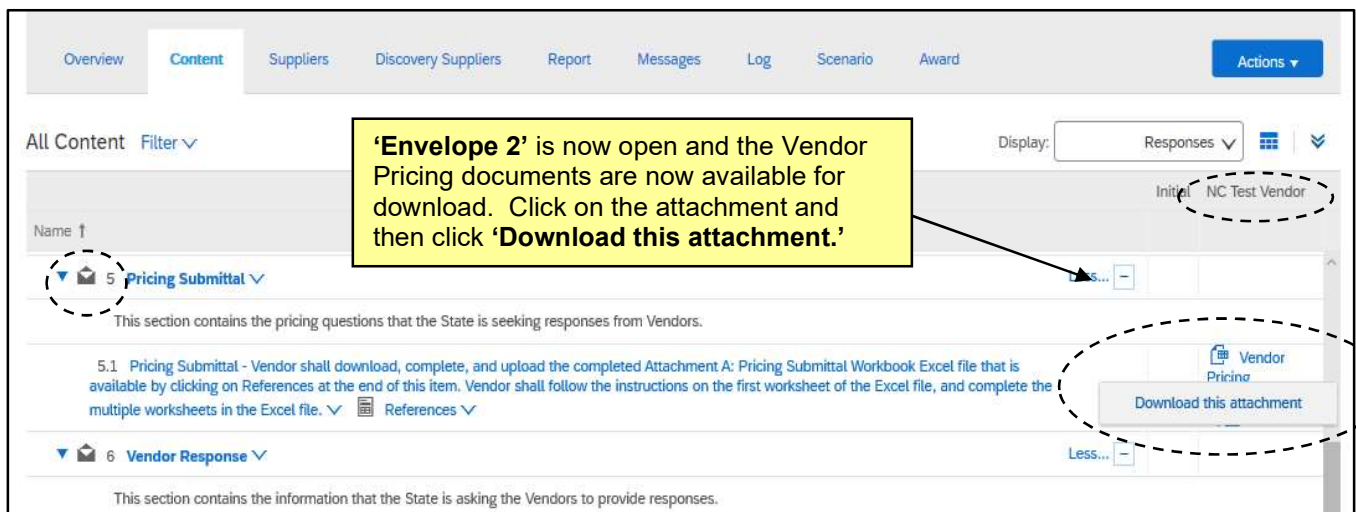 Overview Content Suppliers Discovery Suppliers Report Messages Log Scenario Award Actions ▾
All Content Filter
‘Envelope 2’ is now open and the Vendor
Pricing documents are now available for
download. Click on the attachment and
then click ‘Download this attachment.’
Display: Responses
Initial NC Test Vendor
Name ↑
▼ 5 Pricing Submittal Less... −
This section contains the pricing questions that the State is seeking responses from Vendors.
5.1 Pricing Submittal - Vendor shall download, complete, and upload the completed Attachment A: Pricing Submittal Workbook Excel file that is
available by clicking on References at the end of this item. Vendor shall follow the instructions on the first worksheet of the Excel file, and complete the
multiple worksheets in the Excel file. References
Vendor
Pricing
Download this attachment
▼ 6 Vendor Response Less... −
This section contains the information that the State is asking the Vendors to provide responses.